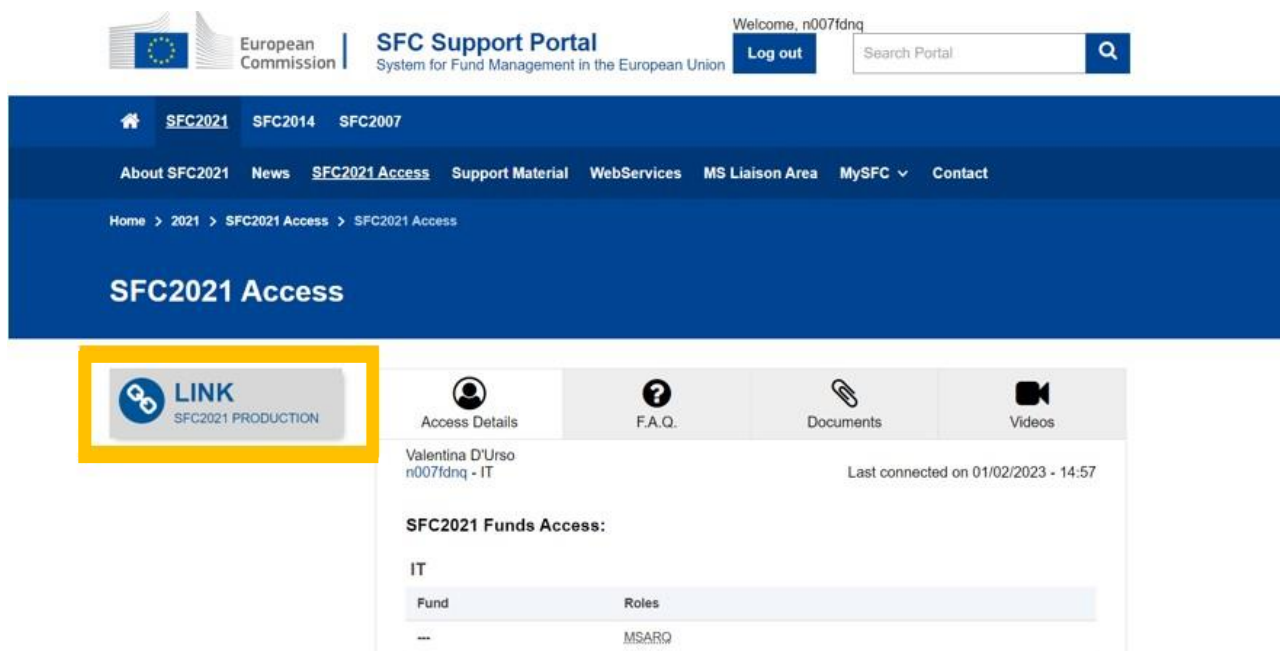 Welcome, n007fdnq
European
Commission
SFC Support Portal
System for Fund Management in the European Union
Log out
Search Portal
SFC2021 SFC2014 SFC2007
About SFC2021 News SFC2021 Access Support Material WebServices MS Liaison Area MySFC Contact
Home > 2021 > SFC2021 Access > SFC2021 Access
SFC2021 Access
LINK
SFC2021 PRODUCTION
Access Details F.A.Q. Documents Videos
Valentina D'Urso
n007fdnq - IT
Last connected on 01/02/2023 - 14:57
SFC2021 Funds Access:
IT
Fund Roles
--- MSARQ